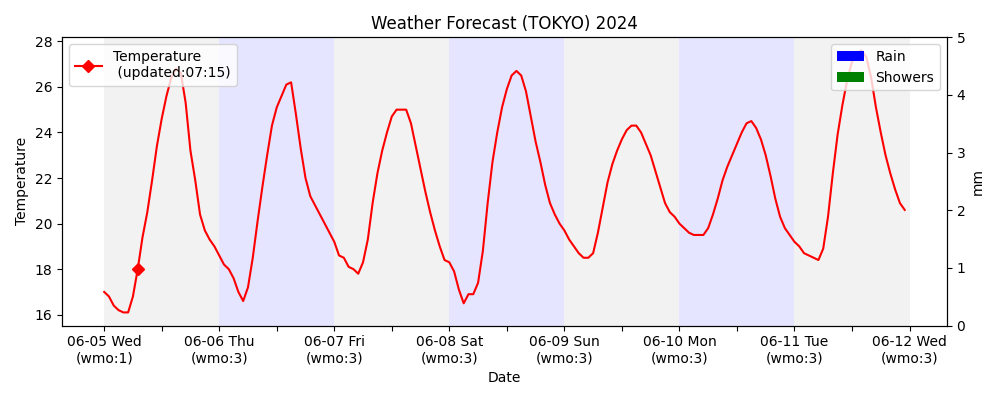 Weather Forecast (TOKYO) 2024
Temperature
(updated:07:15)
Rain
Showers
28
26
24
22
20
18
16
Temperature
5
4
3
2
1
0
mm
06-05 Wed 06-06 Thu 06-07 Fri 06-08 Sat 06-09 Sun 06-10 Mon 06-11 Tue 06-12 Wed
(wmo:1) (wmo:3) (wmo:3) (wmo:3) (wmo:3) (wmo:3) (wmo:3) (wmo:3)
Date